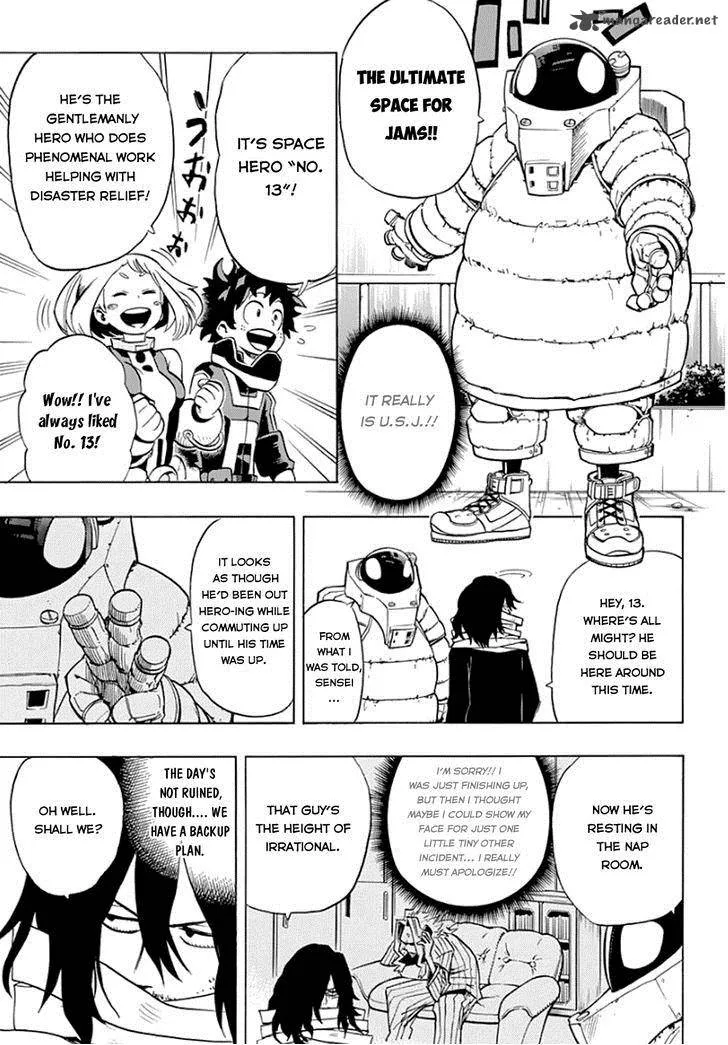 mangareader.net
THE ULTIMATE
SPACE FOR
JAMS!!
IT REALLY
IS U.S.J.!!
IT'S SPACE
HERO "NO.
13"!
HE'S THE
GENTLEMANLY
HERO WHO DOES
PHENOMENAL WORK
HELPING WITH
DISASTER RELIEF!
うおおぉぉ
Wow!! I've
always liked
No. 13!
HEY, 13.
WHERE'S ALL
MIGHT? HE
SHOULD BE
HERE AROUND
THIS TIME.
FROM
WHAT I
WAS TOLD,
SENSEI
...
IT LOOKS
AS THOUGH
HE'D BEEN OUT
HERO-ING WHILE
COMMUTING UP
UNTIL HIS TIME
WAS UP.
NOW HE'S
RESTING IN
THE NAP
ROOM.
I'M SORRY!! I
WAS JUST FINISHING UP,
BUT THEN I THOUGHT
MAYBE I COULD SHOW MY
FACE FOR JUST ONE
LITTLE TINY OTHER
INCIDENT... I REALLY
MUST APOLOGIZE!!
THAT GUY'S
THE HEIGHT OF
IRRATIONAL.
THE DAY'S
NOT RUINED,
THOUGH.... WE
HAVE A BACKUP
PLAN.
OH WELL.
SHALL WE?